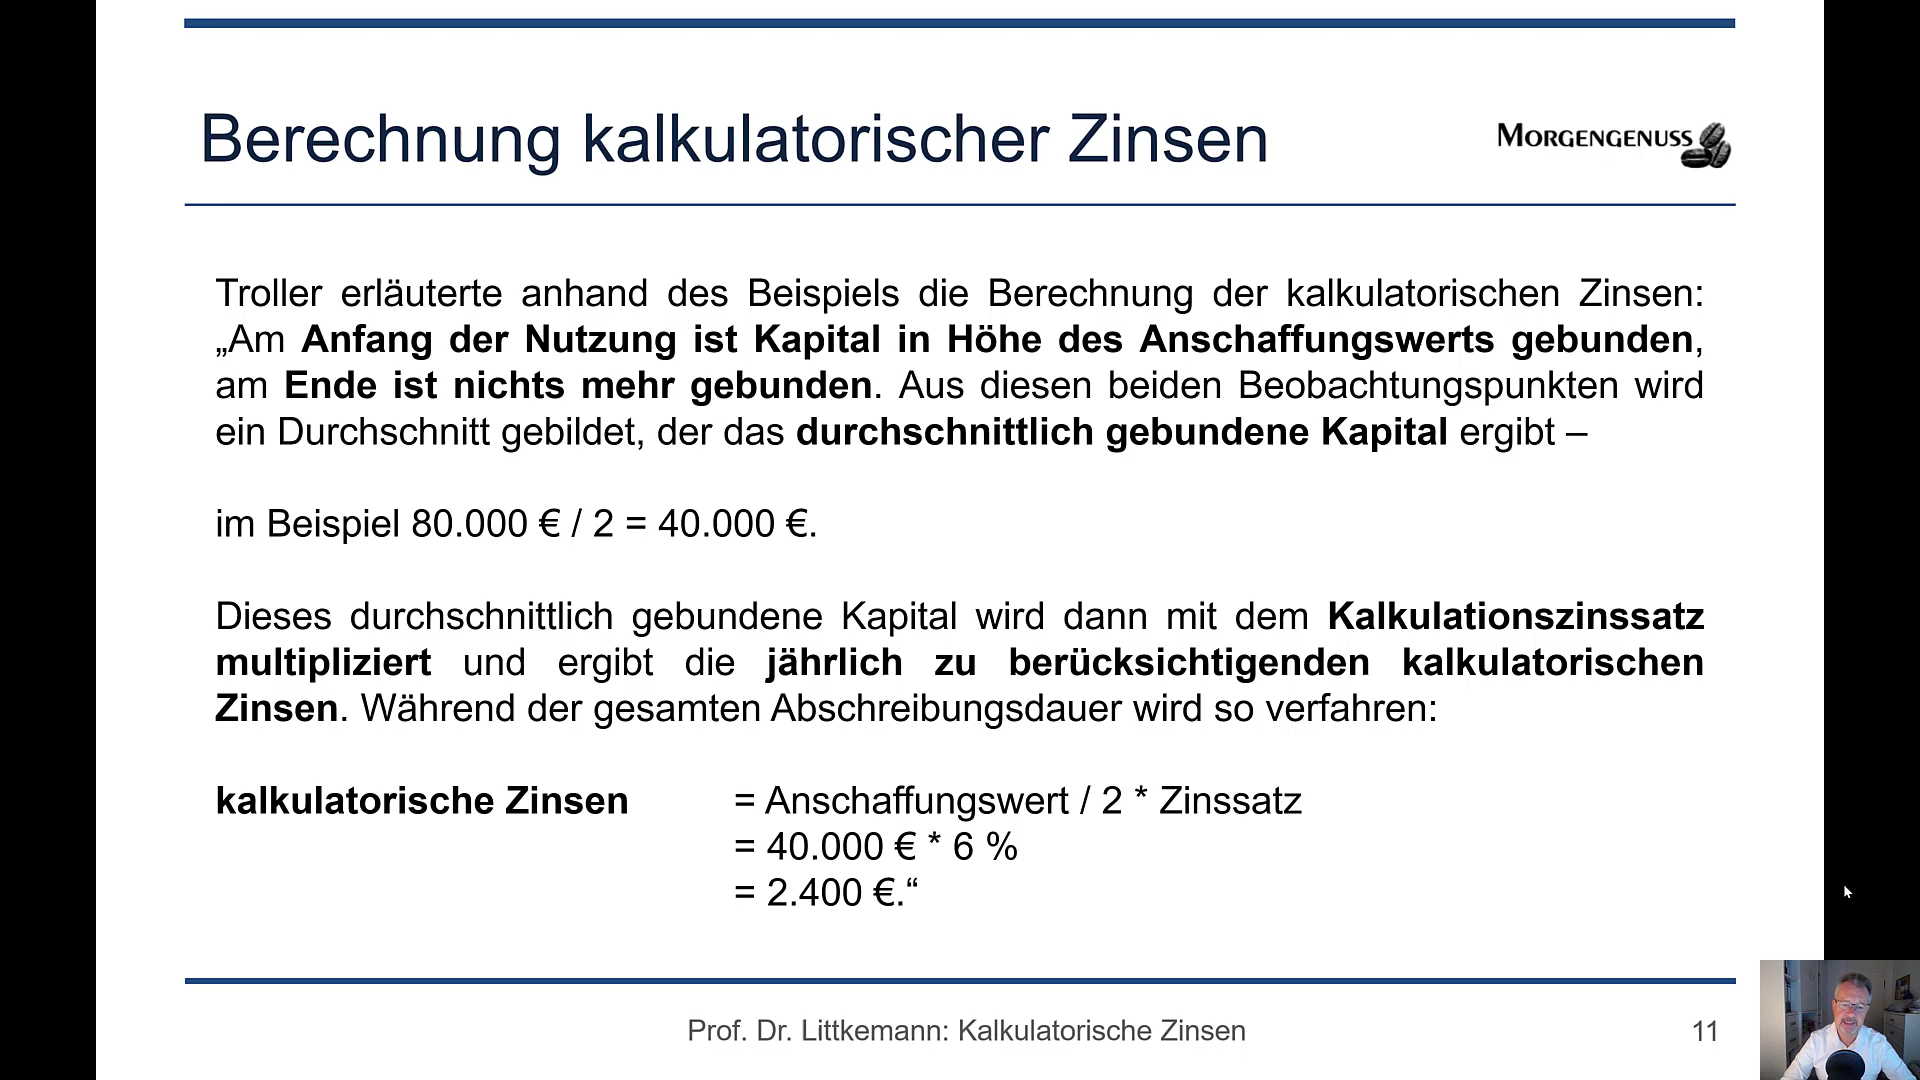 Berechnung kalkulatorischer Zinsen
MORGENGENUSS
Troller erläuterte anhand des Beispiels die Berechnung der kalkulatorischen Zinsen:
„Am Anfang der Nutzung ist Kapital in Höhe des Anschaffungswerts gebunden,
am Ende ist nichts mehr gebunden. Aus diesen beiden Beobachtungspunkten wird
ein Durchschnitt gebildet, der das durchschnittlich gebundene Kapital ergibt –
im Beispiel 80.000 € / 2 = 40.000 €.
Dieses durchschnittlich gebundene Kapital wird dann mit dem Kalkulationszinssatz
multipliziert und ergibt die jährlich zu berücksichtigenden kalkulatorischen
Zinsen. Während der gesamten Abschreibungsdauer wird so verfahren:
kalkulatorische Zinsen = Anschaffungswert / 2 * Zinssatz
= 40.000 € * 6 %
= 2.400 €.“
Prof. Dr. Littkemann: Kalkulatorische Zinsen 11